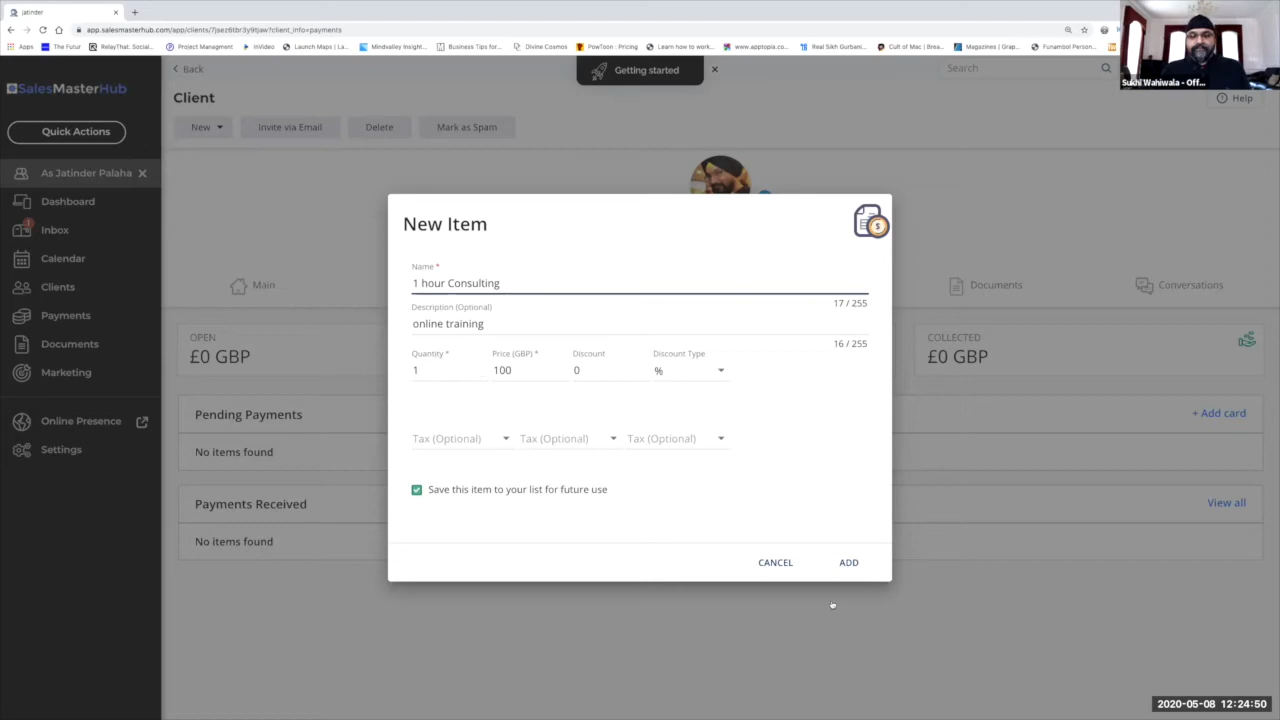 jatinder
app.salesmasterhub.com/app/clients/7jsez6tbr3y9tjaw?client_info=payments
Apps The Futur RelayThat: Social... Project Managment InVideo Launch Maps | La... Mindvalley Insight... Business Tips for... Divine Cosmos PowToon : Pricing Learn how to work... www.apptopia.co... Real Sikh Gurbani... Cult of Mac | Brea... Magazines | Grap... Funambol Person...
Sukhi Wahiwala - Off...
Back
Getting started
Search
SalesMasterHub
Client
Help
Quick Actions
New Invite via Email Delete Mark as Spam
As Jatinder Palaha
Dashboard
Inbox
1
Calendar
Clients
Payments
Documents
Marketing
Online Presence
Settings
Main
Documents
Conversations
OPEN
£0 GBP
COLLECTED
£0 GBP
Pending Payments
+ Add card
No items found
Payments Received
View all
No items found
New Item
$
Name *
1 hour Consulting
17 / 255
Description (Optional)
online training
16 / 255
Quantity * Price (GBP) * Discount Discount Type
1 100 0 %
Tax (Optional) Tax (Optional) Tax (Optional)
Save this item to your list for future use
CANCEL ADD
2020-05-08 12:24:50